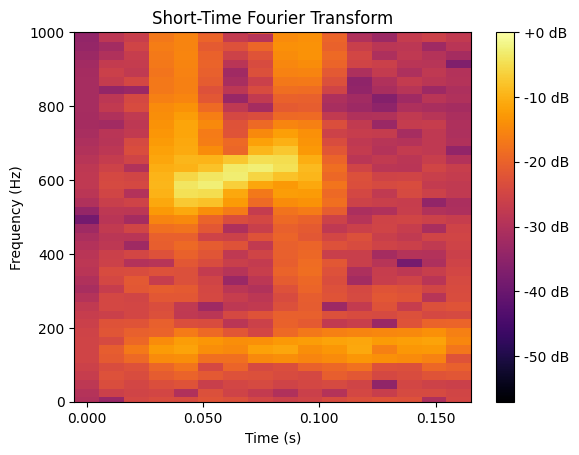 Short-Time Fourier Transform
1000
800
600
400
200
0
Frequency (Hz)
0.000
0.050
0.100
0.150
Time (s)
+0 dB
-10 dB
-20 dB
-30 dB
-40 dB
-50 dB